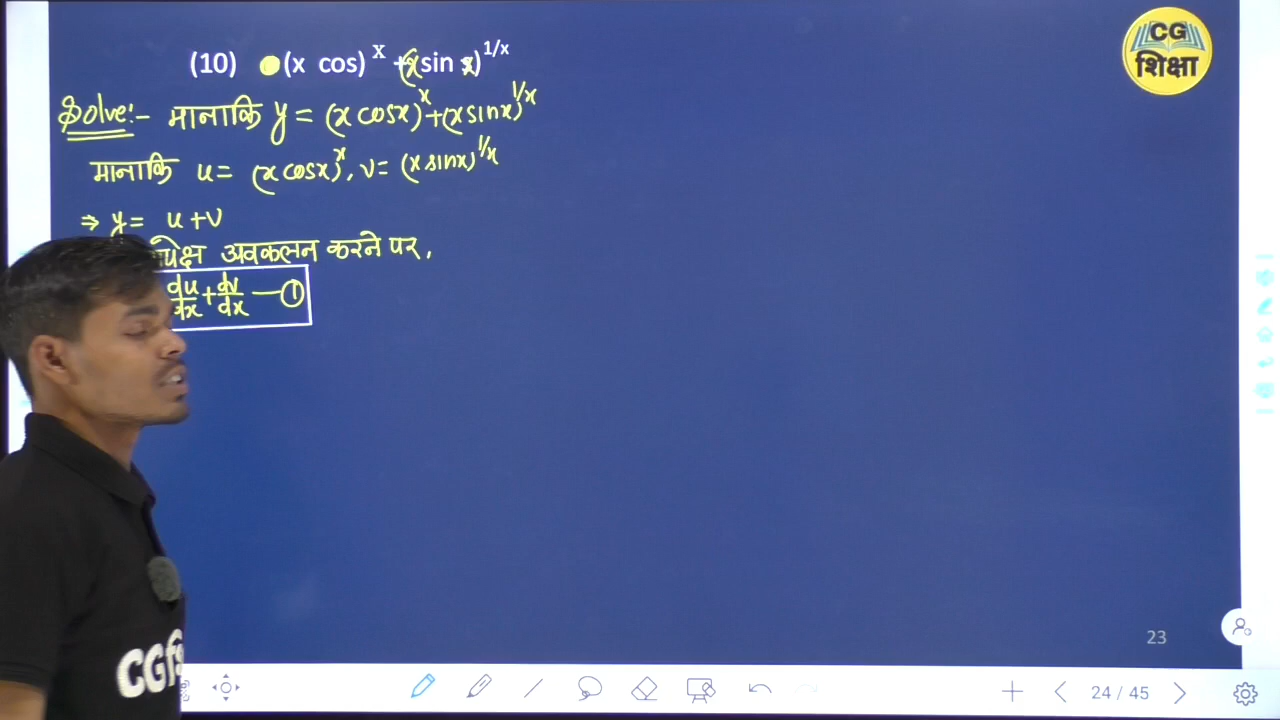 (10) (x cos)^x + (x sin x)^1/x
Solve:- मानाकि y = (x cosx)^x + (x sinx)^1/x
मानाकि u = (x cosx)^x, v = (x sinx)^1/x
⇒ y = u + v
अवकलन करने पर,
du/dx + dv/dx — ①
CG
शिक्षा
CGf
23
24 / 45